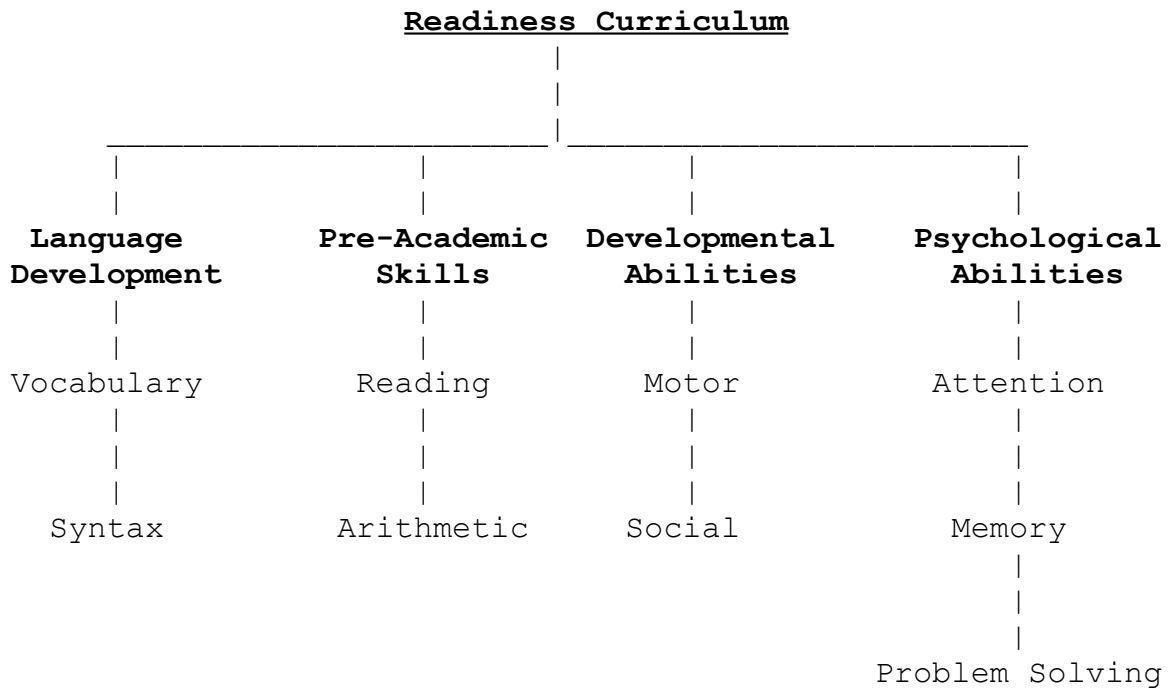 Readiness Curriculum
Language Pre-Academic Developmental Psychological
Development Skills Abilities Abilities
Vocabulary Reading Motor Attention
Syntax Arithmetic Social Memory
Problem Solving